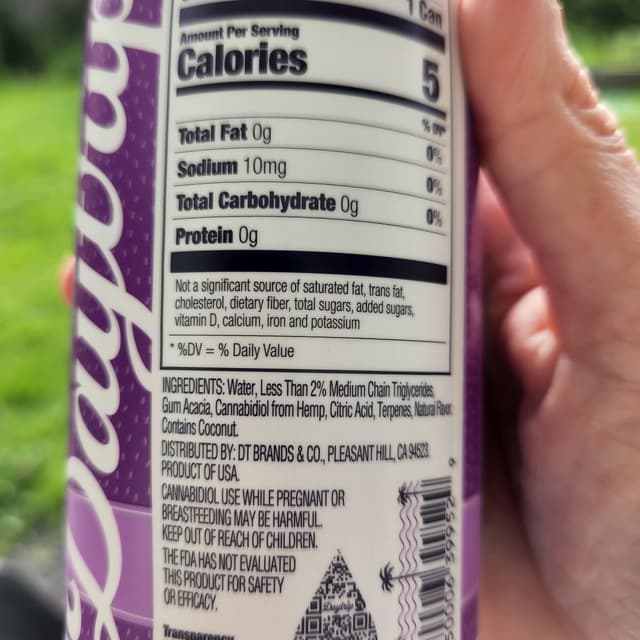 1 Can
Amount Per Serving
Calories 5
% DV*
Total Fat 0g 0%
Sodium 10mg 0%
Total Carbohydrate 0g 0%
Protein 0g
Not a significant source of saturated fat, trans fat,
cholesterol, dietary fiber, total sugars, added sugars,
vitamin D, calcium, iron and potassium
* %DV = % Daily Value
INGREDIENTS: Water, Less Than 2% Medium Chain Triglycerides,
Gum Acacia, Cannabidiol from Hemp, Citric Acid, Terpenes, Natural Flavor.
Contains Coconut.
DISTRIBUTED BY: DT BRANDS & CO., PLEASANT HILL, CA 94523.
PRODUCT OF USA.
CANNABIDIOL USE WHILE PREGNANT OR
BREASTFEEDING MAY BE HARMFUL.
KEEP OUT OF REACH OF CHILDREN.
THE FDA HAS NOT EVALUATED
THIS PRODUCT FOR SAFETY
OR EFFICACY.
Transparency
Daytrip
Daytrip